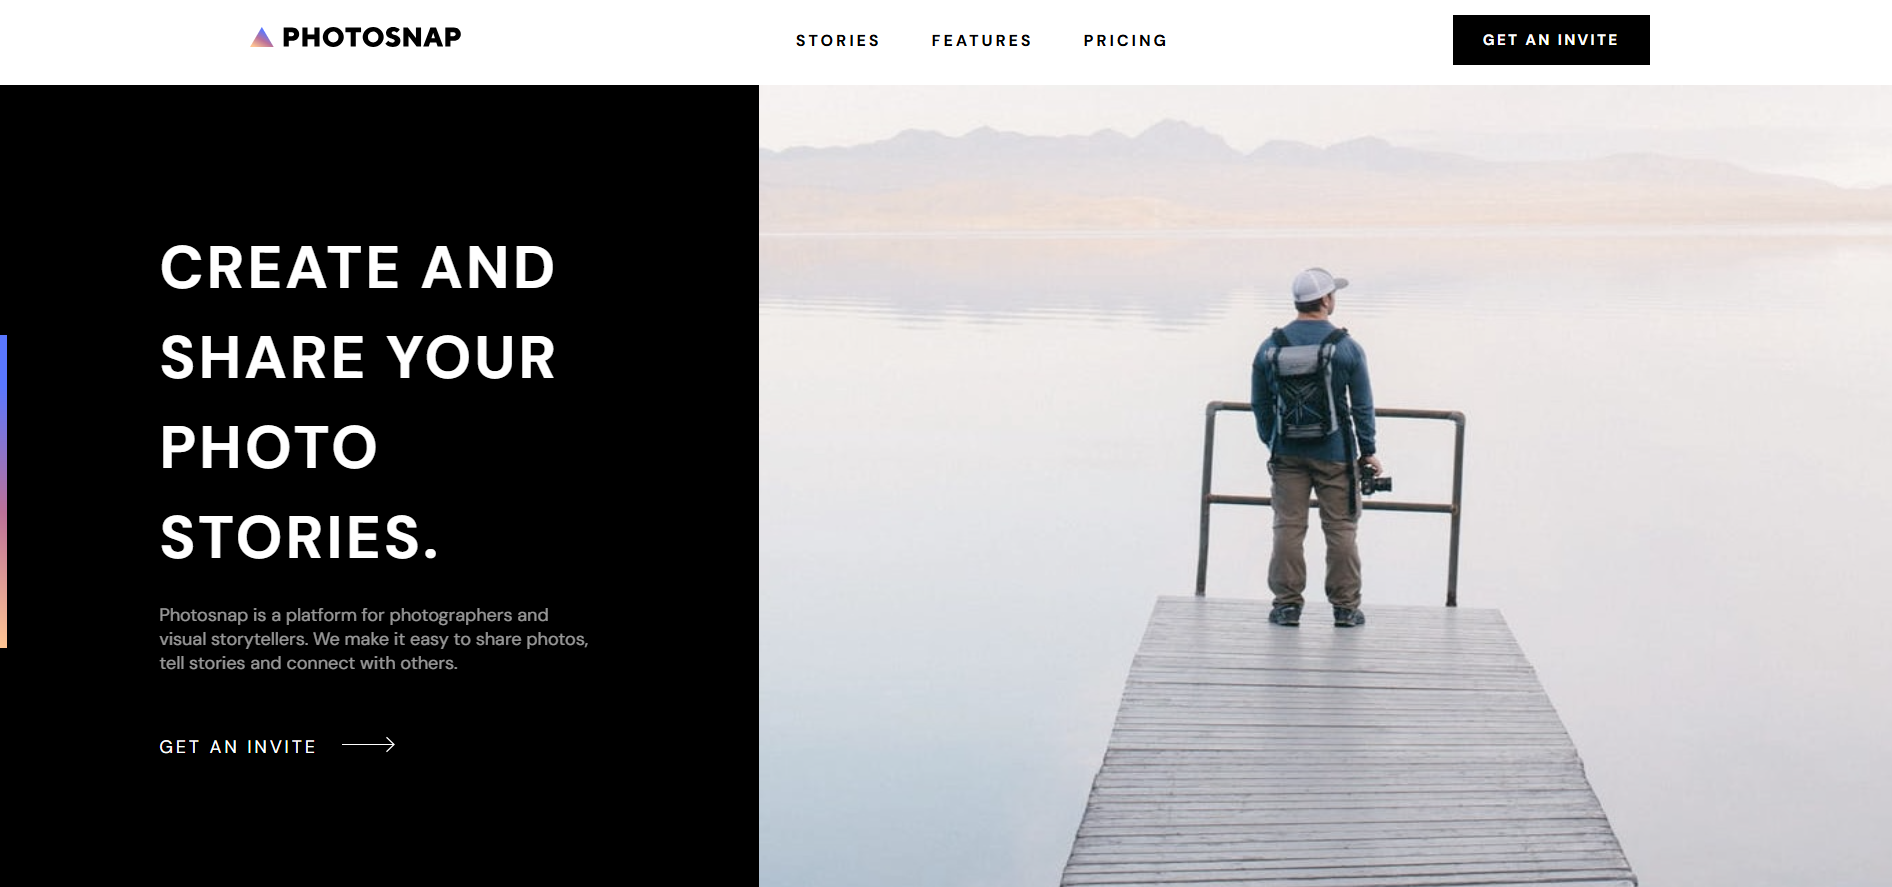 PHOTOSNAP
STORIES FEATURES PRICING
GET AN INVITE
CREATE AND
SHARE YOUR
PHOTO
STORIES.
Photosnap is a platform for photographers and
visual storytellers. We make it easy to share photos,
tell stories and connect with others.
GET AN INVITE